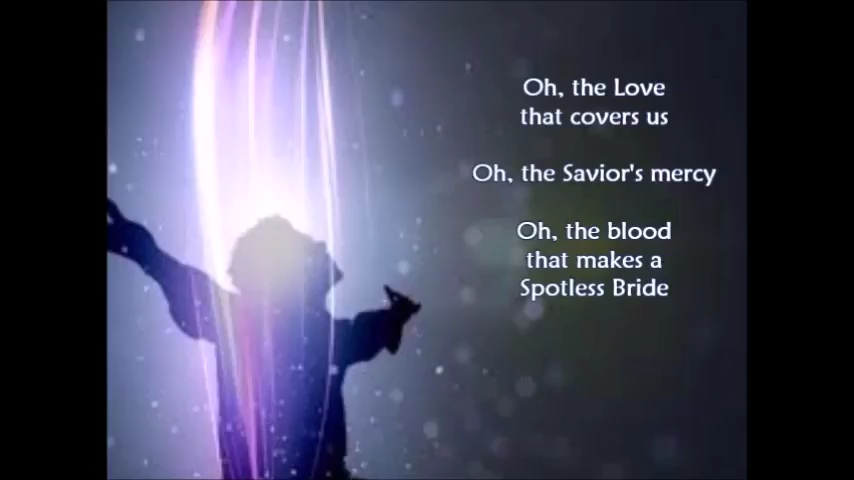 Oh, the Love
that covers us
Oh, the Savior's mercy
Oh, the blood
that makes a
Spotless Bride